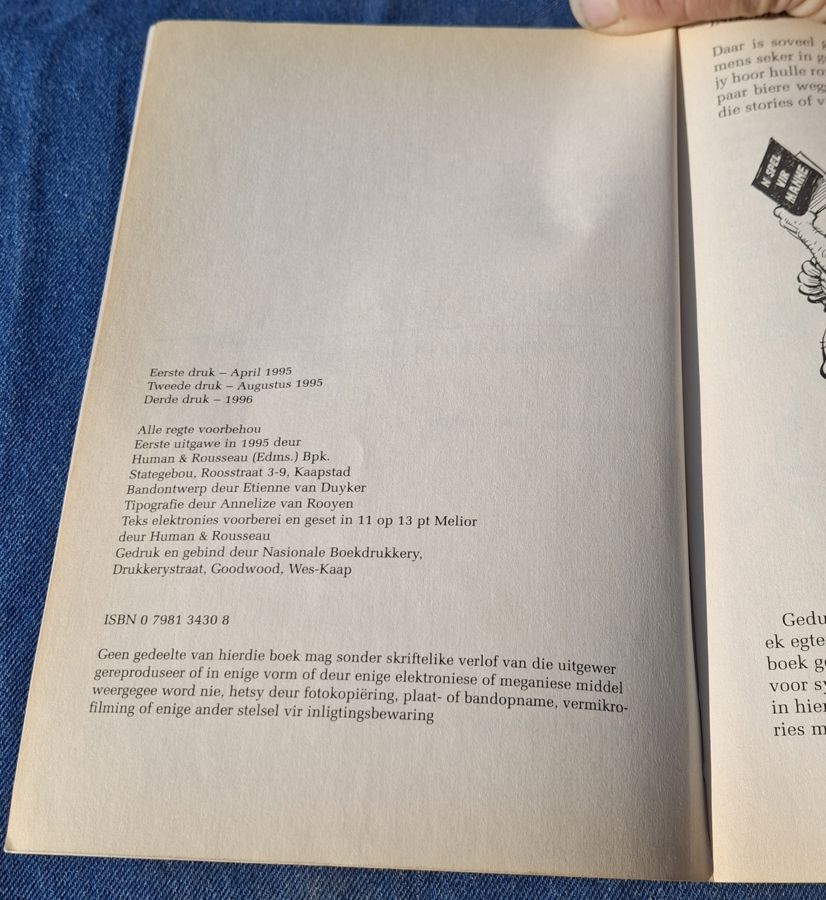 Eerste druk – April 1995
Tweede druk – Augustus 1995
Derde druk – 1996
Alle regte voorbehou
Eerste uitgawe in 1995 deur
Human & Rousseau (Edms.) Bpk.
Stategebou, Roosstraat 3-9, Kaapstad
Bandontwerp deur Etienne van Duyker
Tipografie deur Annelize van Rooyen
Teks elektronies voorberei en geset in 11 op 13 pt Melior
deur Human & Rousseau
Gedruk en gebind deur Nasionale Boekdrukkery,
Drukkerystraat, Goodwood, Wes-Kaap
ISBN 0 7981 3430 8
Geen gedeelte van hierdie boek mag sonder skriftelike verlof van die uitgewer
gereproduseer of in enige vorm of deur enige elektroniese of meganiese middel
weergegee word nie, hetsy deur fotokopiëring, plaat- of bandopname, vermikro-
filming of enige ander stelsel vir inligtingsbewaring
Daar is soveel
mens seker in
jy hoor hulle
paar biere
die stories of
N SPEL
VIR
MANNE
ek egte
boek
voor
in
ries